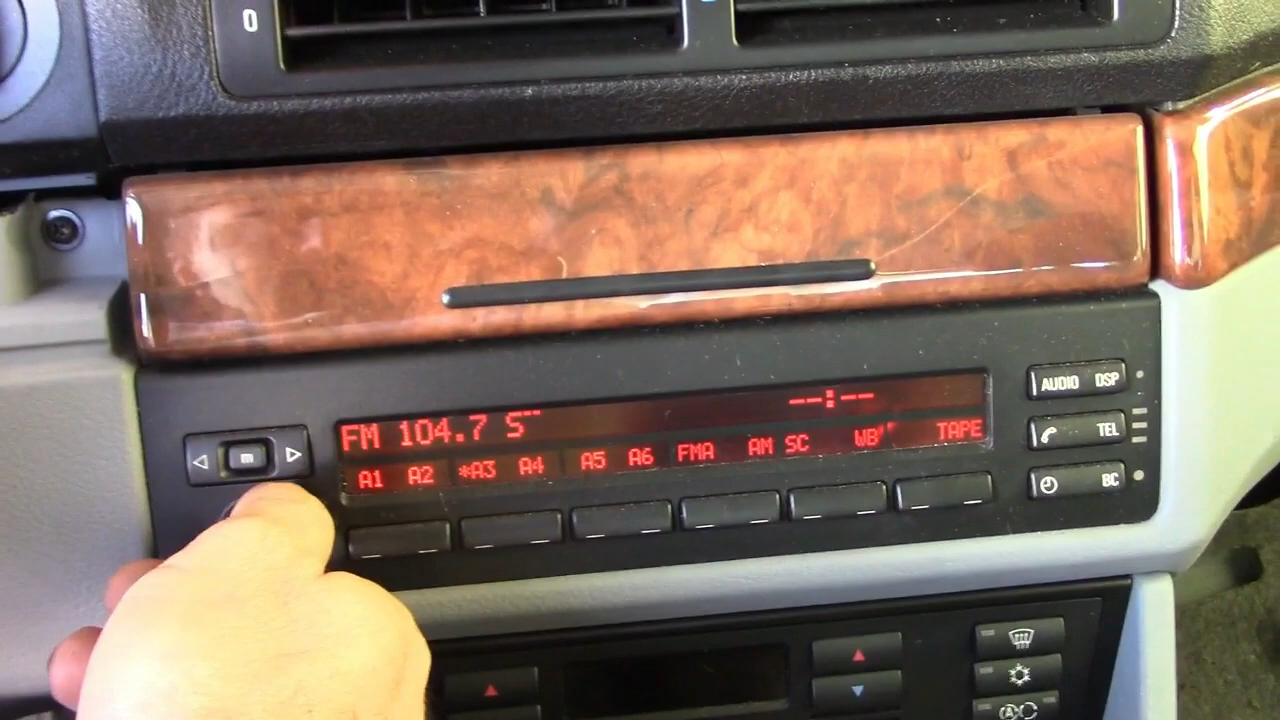 0
FM 104.7 S --:--
A1 A2 *A3 A4 A5 A6 FMA AM SC WB TAPE
m
AUDIO DSP
TEL
BC
A